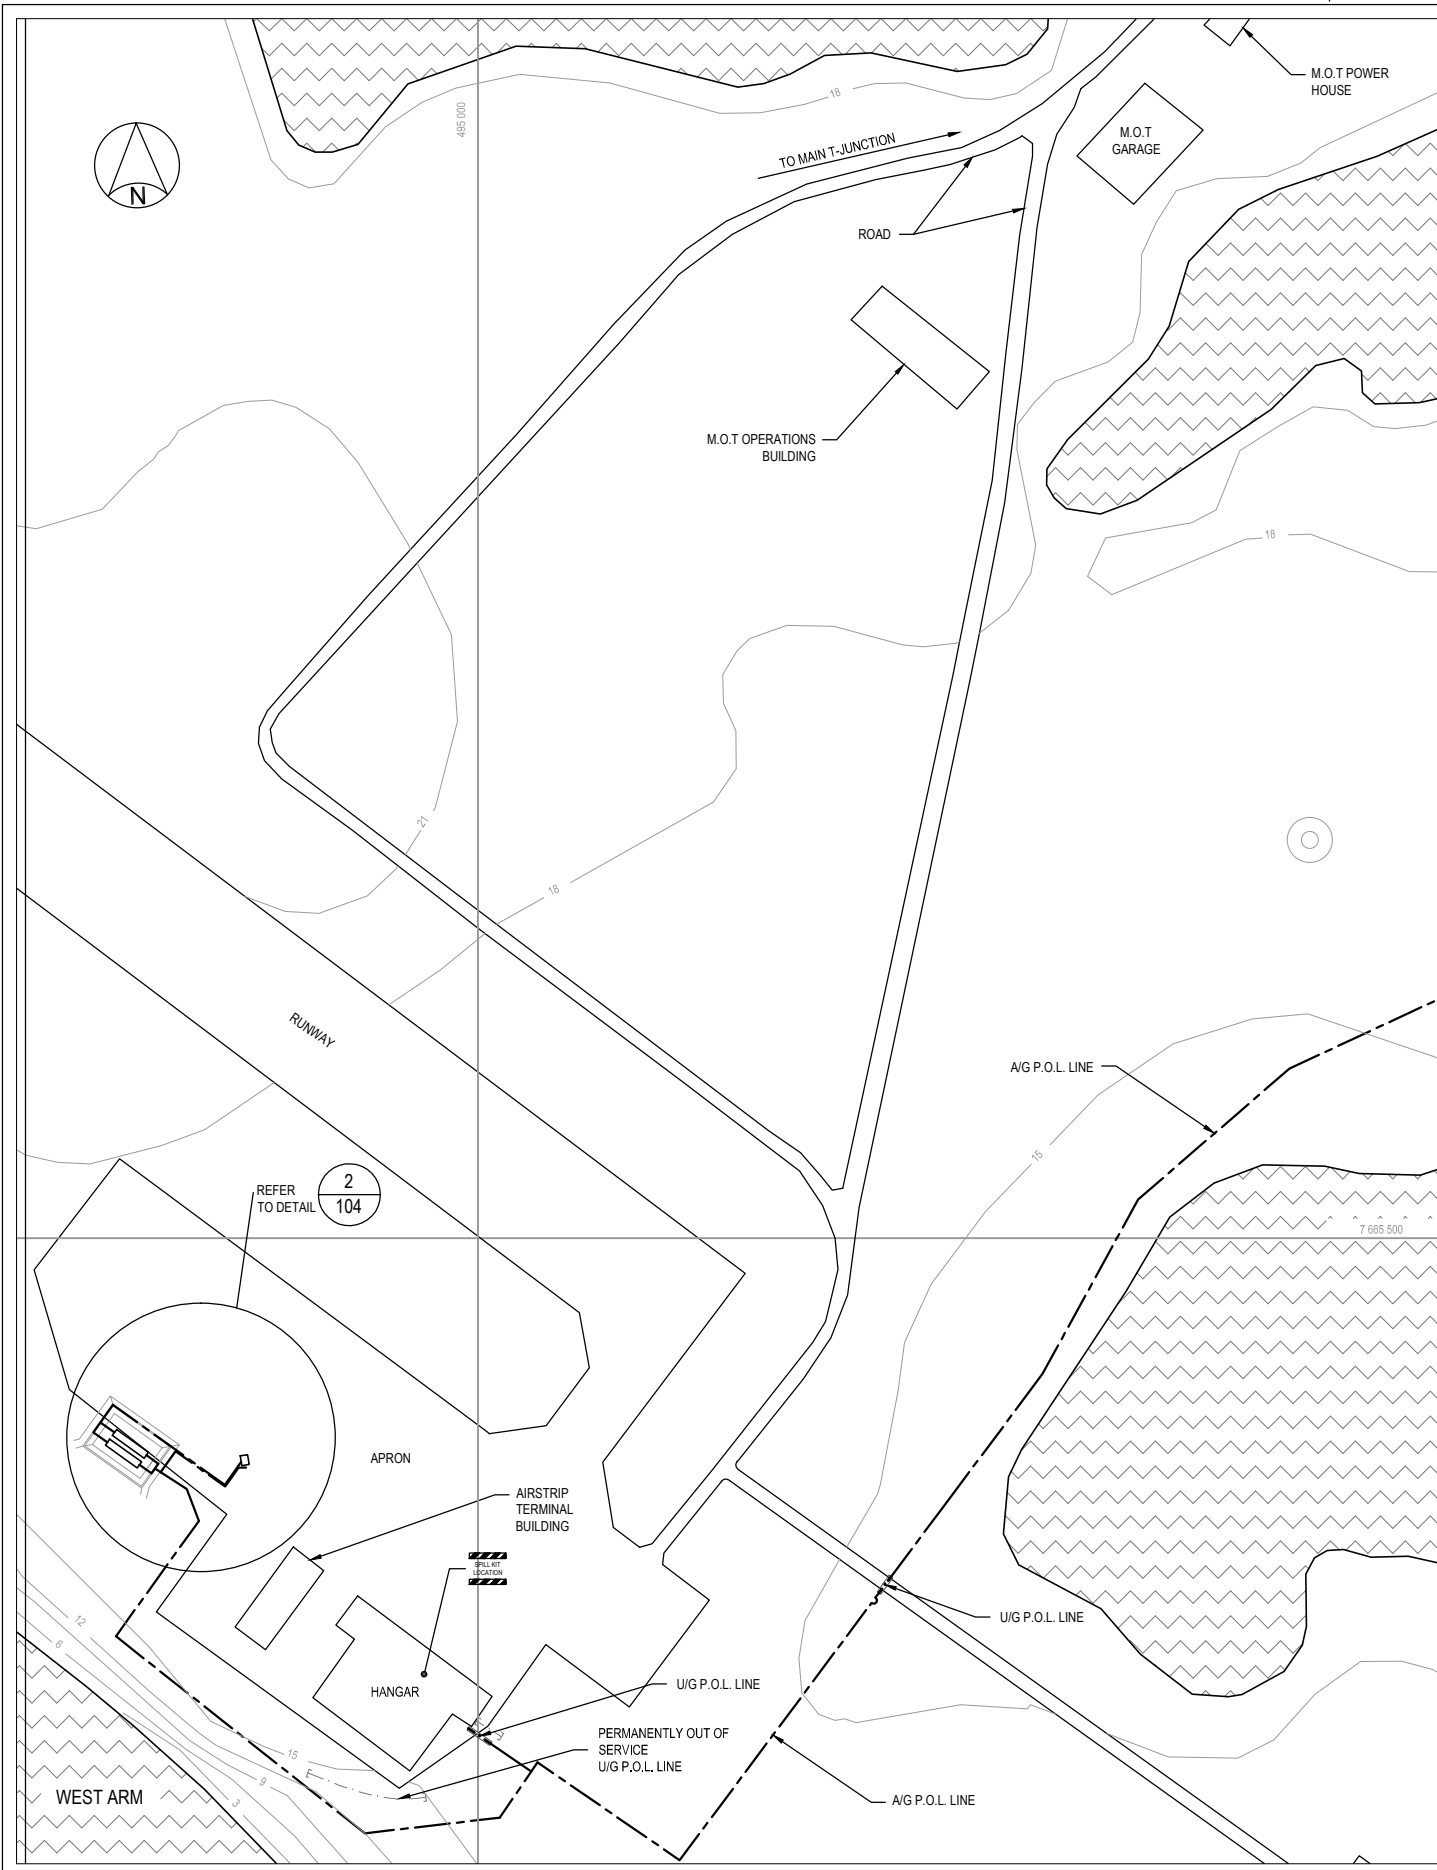 M.O.T POWER
HOUSE
18
495 000
M.O.T
GARAGE
TO MAIN T-JUNCTION
N
ROAD
M.O.T OPERATIONS
BUILDING
18
21
18
RUNWAY
A/G P.O.L. LINE
15
REFER
TO DETAIL
2
104
7 665 500
APRON
AIRSTRIP
TERMINAL
BUILDING
SPILL KIT
LOCATION
12
6
U/G P.O.L. LINE
HANGAR
U/G P.O.L. LINE
PERMANENTLY OUT OF
SERVICE
U/G P.O.L. LINE
15
9
3
WEST ARM
A/G P.O.L. LINE